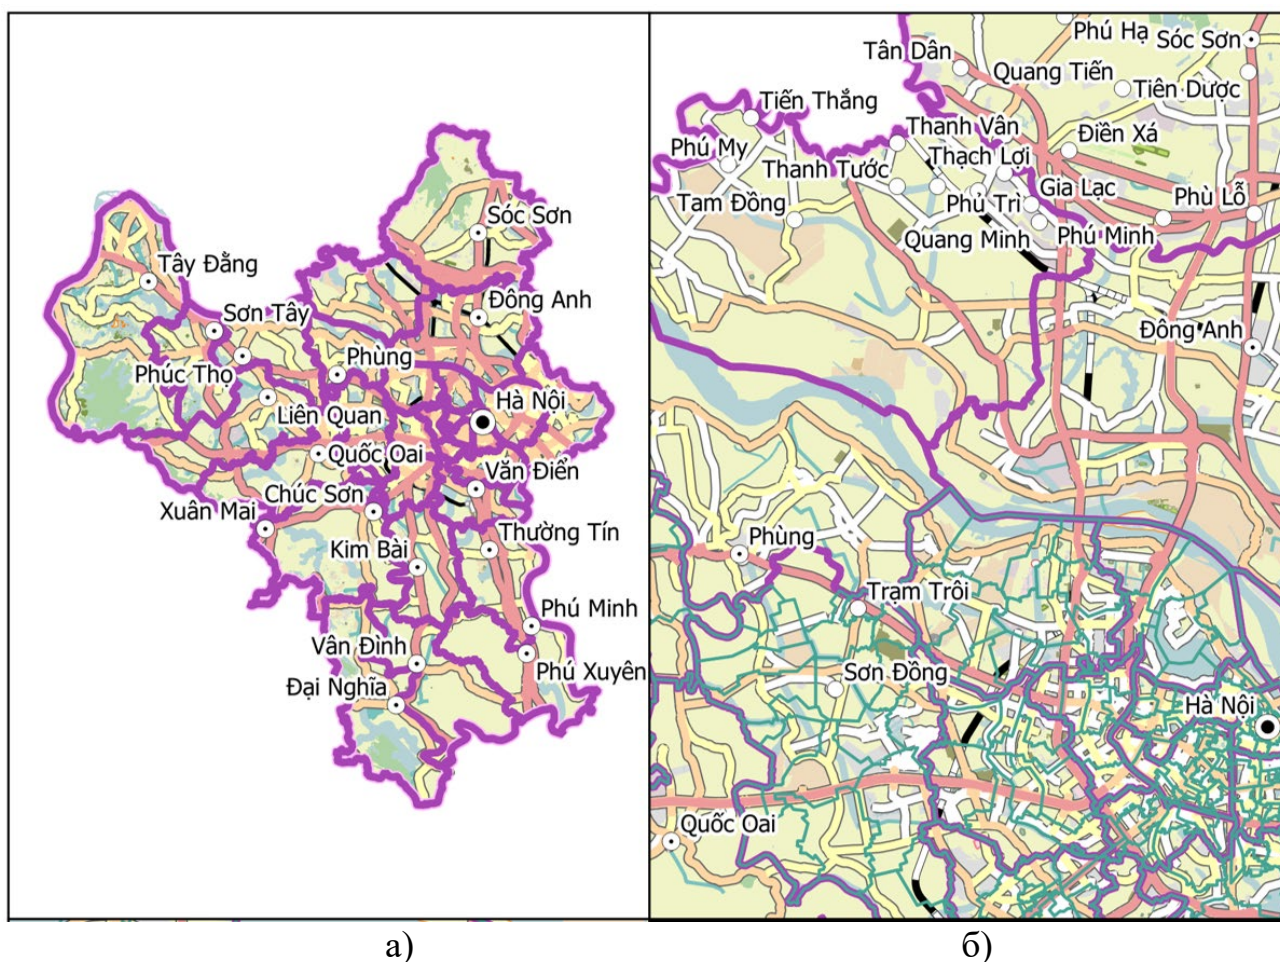 Sóc Sơn
Tây Đằng
Đông Anh
Sơn Tây
Phùng
Phúc Thọ
Hà Nội
Liên Quan
Quốc Oai
Văn Điển
Chúc Sơn
Xuân Mai
Thường Tín
Kim Bài
Phú Minh
Vân Đình
Phú Xuyên
Đại Nghĩa
Phú Hạ
Sóc Sơn
Tân Dân
Quang Tiến
Tiên Dược
Tiến Thắng
Thanh Vân
Điền Xá
Phú My
Thạch Lợi
Thanh Tước
Gia Lạc
Phù Lỗ
Tam Đồng
Phủ Trì
Quang Minh
Phú Minh
Đông Anh
Phùng
Trạm Trôi
Sơn Đồng
Hà Nội
Quốc Oai
а)
б)